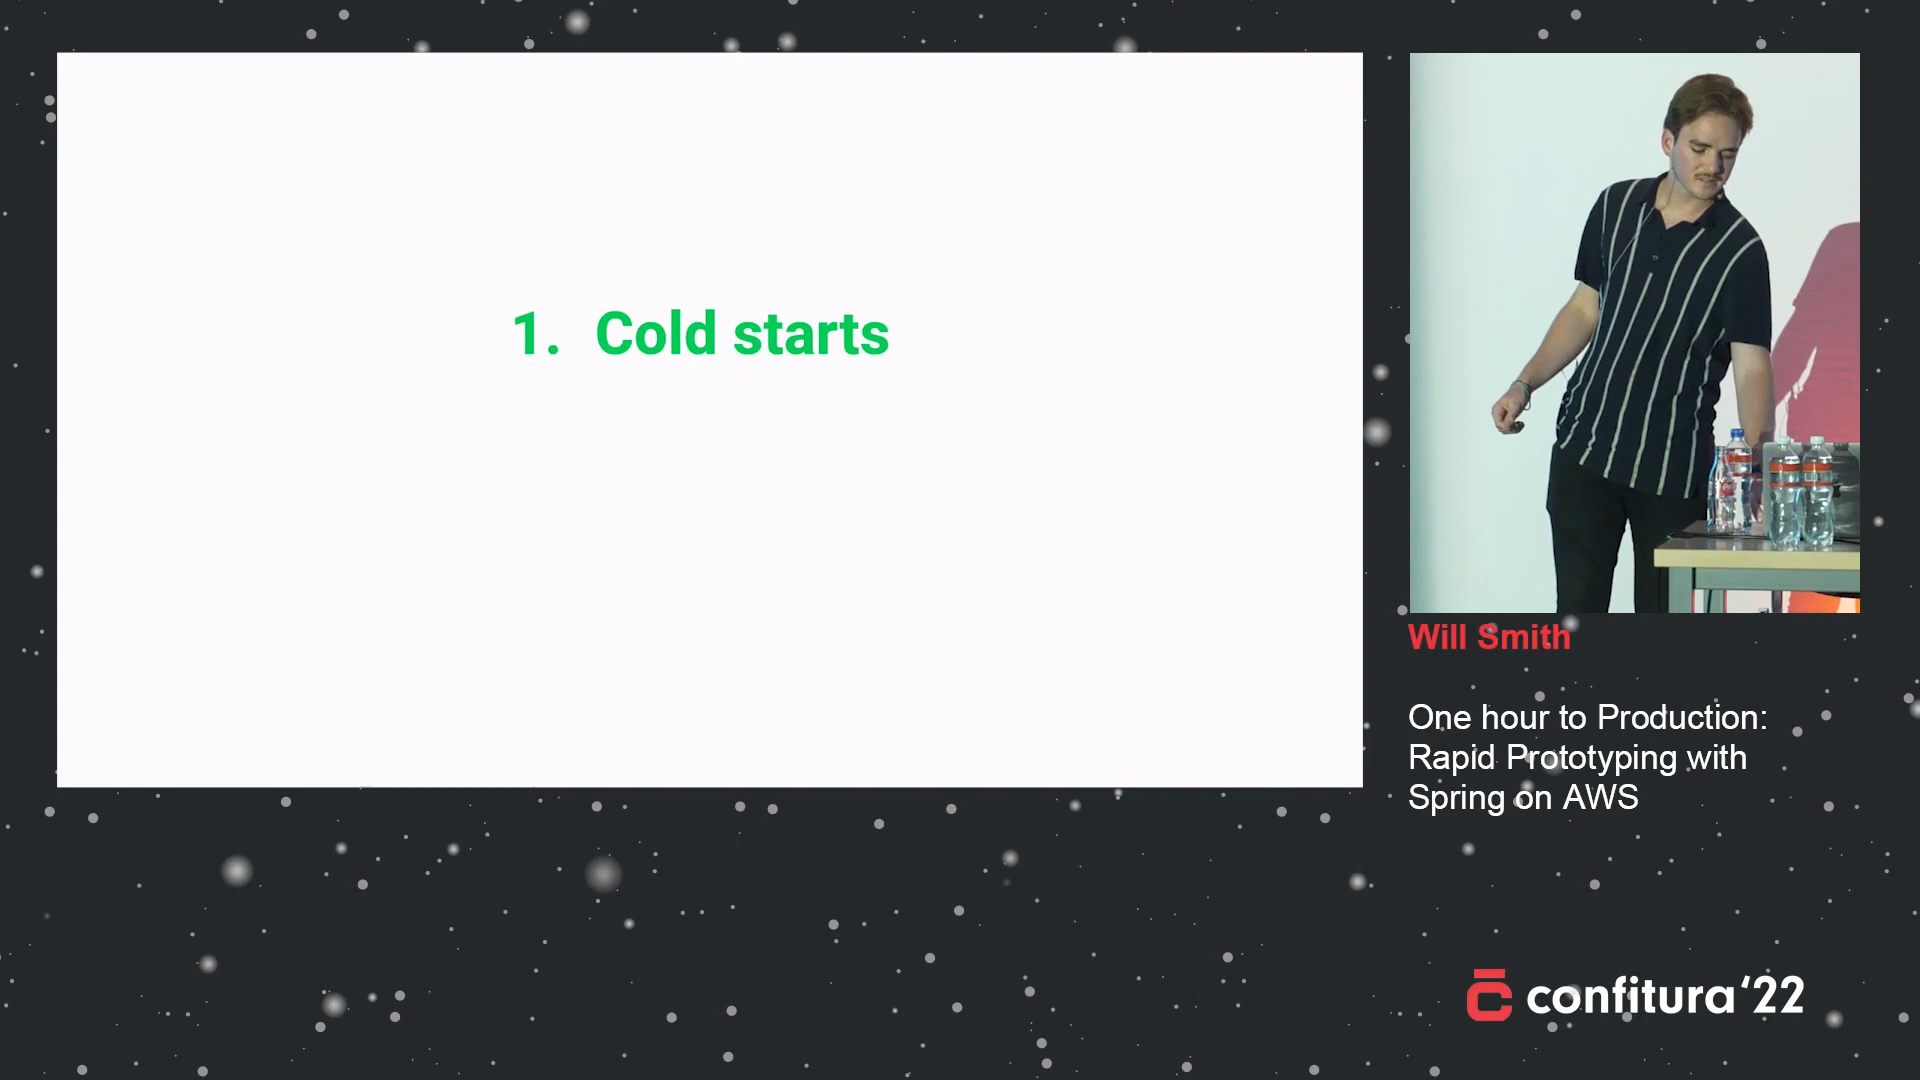 1. Cold starts
Will Smith
One hour to Production:
Rapid Prototyping with
Spring on AWS
confitura‘22